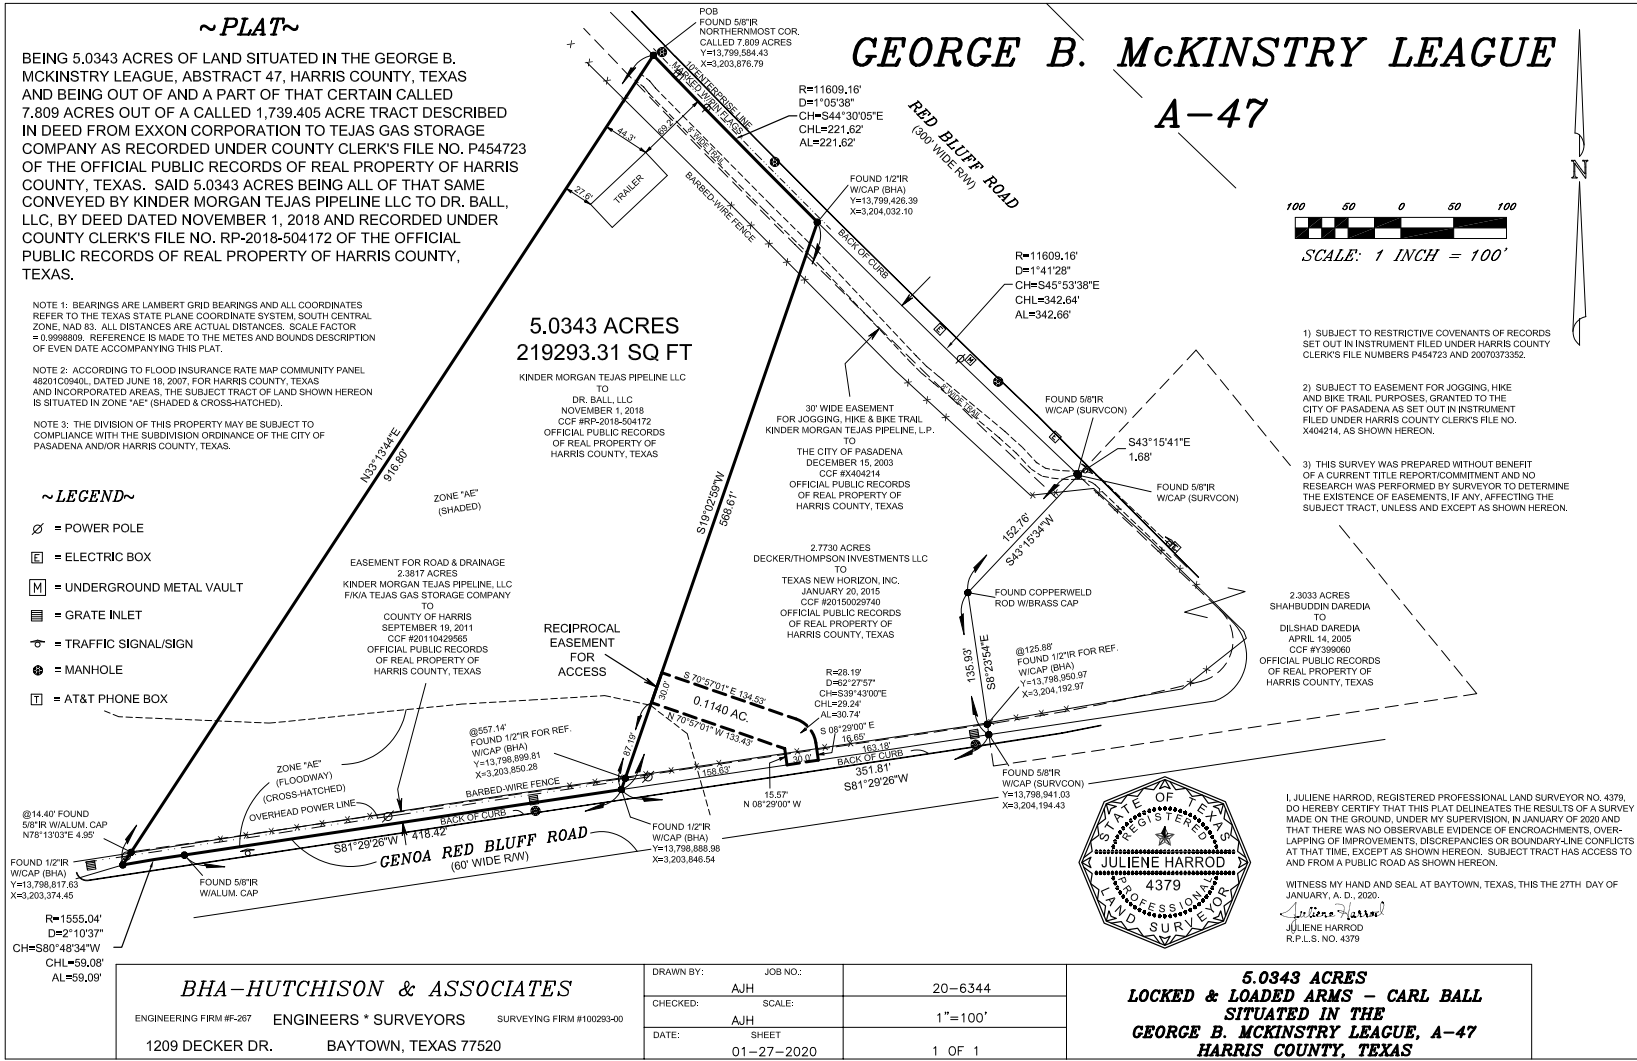 ~PLAT~
BEING 5.0343 ACRES OF LAND SITUATED IN THE GEORGE B.
MCKINSTRY LEAGUE, ABSTRACT 47, HARRIS COUNTY, TEXAS
AND BEING OUT OF AND A PART OF THAT CERTAIN CALLED
7.809 ACRES OUT OF A CALLED 1,739.405 ACRE TRACT DESCRIBED
IN DEED FROM EXXON CORPORATION TO TEJAS GAS STORAGE
COMPANY AS RECORDED UNDER COUNTY CLERK'S FILE NO. P454723
OF THE OFFICIAL PUBLIC RECORDS OF REAL PROPERTY OF HARRIS
COUNTY, TEXAS. SAID 5.0343 ACRES BEING ALL OF THAT SAME
CONVEYED BY KINDER MORGAN TEJAS PIPELINE LLC TO DR. BALL,
LLC, BY DEED DATED NOVEMBER 1, 2018 AND RECORDED UNDER
COUNTY CLERK'S FILE NO. RP-2018-504172 OF THE OFFICIAL
PUBLIC RECORDS OF REAL PROPERTY OF HARRIS COUNTY,
TEXAS.
NOTE 1: BEARINGS ARE LAMBERT GRID BEARINGS AND ALL COORDINATES
REFER TO THE TEXAS STATE PLANE COORDINATE SYSTEM, SOUTH CENTRAL
ZONE, NAD 83. ALL DISTANCES ARE ACTUAL DISTANCES. SCALE FACTOR
= 0.9998809. REFERENCE IS MADE TO THE METES AND BOUNDS DESCRIPTION
OF EVEN DATE ACCOMPANYING THIS PLAT.
NOTE 2: ACCORDING TO FLOOD INSURANCE RATE MAP COMMUNITY PANEL
48201C0940L, DATED JUNE 18, 2007, FOR HARRIS COUNTY, TEXAS
AND INCORPORATED AREAS, THE SUBJECT TRACT OF LAND SHOWN HEREON
IS SITUATED IN ZONE "AE" (SHADED & CROSS-HATCHED).
NOTE 3: THE DIVISION OF THIS PROPERTY MAY BE SUBJECT TO
COMPLIANCE WITH THE SUBDIVISION ORDINANCE OF THE CITY OF
PASADENA AND/OR HARRIS COUNTY, TEXAS.
~LEGEND~
= POWER POLE
E = ELECTRIC BOX
M = UNDERGROUND METAL VAULT
= GRATE INLET
= TRAFFIC SIGNAL/SIGN
= MANHOLE
T = AT&T PHONE BOX
POB
FOUND 5/8"IR
NORTHERNMOST COR.
CALLED 7.809 ACRES
Y=13,799,584.43
X=3,203,876.79
GEORGE B. McKINSTRY LEAGUE
A-47
N
100 50 0 50 100
SCALE: 1 INCH = 100'
10" ENTERPRISE LINE
MARKED W/PIN FLAGS
R=11609.16'
D=1°05'38"
CH=S44°30'05"E
CHL=221.62'
AL=221.62'
RED BLUFF ROAD
(300' WIDE R/W)
44.3'
69.2'
27.6'
TRAILER
8' WIDE TRAIL
BARBED-WIRE FENCE
FOUND 1/2"IR
W/CAP (BHA)
Y=13,799,426.39
X=3,204,032.10
BACK OF CURB
R=11609.16'
D=1°41'28"
CH=S45°53'38"E
CHL=342.64'
AL=342.66'
E
M
1) SUBJECT TO RESTRICTIVE COVENANTS OF RECORDS
SET OUT IN INSTRUMENT FILED UNDER HARRIS COUNTY
CLERK'S FILE NUMBERS P454723 AND 20070373352.
2) SUBJECT TO EASEMENT FOR JOGGING, HIKE
AND BIKE TRAIL PURPOSES, GRANTED TO THE
CITY OF PASADENA AS SET OUT IN INSTRUMENT
FILED UNDER HARRIS COUNTY CLERK'S FILE NO.
X404214, AS SHOWN HEREON.
3) THIS SURVEY WAS PREPARED WITHOUT BENEFIT
OF A CURRENT TITLE REPORT/COMMITMENT AND NO
RESEARCH WAS PERFORMED BY SURVEYOR TO DETERMINE
THE EXISTENCE OF EASEMENTS, IF ANY, AFFECTING THE
SUBJECT TRACT, UNLESS AND EXCEPT AS SHOWN HEREON.
5.0343 ACRES
219293.31 SQ FT
KINDER MORGAN TEJAS PIPELINE LLC
TO
DR. BALL, LLC
NOVEMBER 1, 2018
CCF #RP-2018-504172
OFFICIAL PUBLIC RECORDS
OF REAL PROPERTY OF
HARRIS COUNTY, TEXAS
N33°13'44"E
916.80'
ZONE "AE"
(SHADED)
S19°02'59"W
568.61'
30' WIDE EASEMENT
FOR JOGGING, HIKE & BIKE TRAIL
KINDER MORGAN TEJAS PIPELINE, L.P.
TO
THE CITY OF PASADENA
DECEMBER 15, 2003
CCF #X404214
OFFICIAL PUBLIC RECORDS
OF REAL PROPERTY OF
HARRIS COUNTY, TEXAS
8' WIDE TRAIL
E
FOUND 5/8"IR
W/CAP (SURVCON)
S43°15'41"E
1.68'
FOUND 5/8"IR
W/CAP (SURVCON)
152.76'
S43°15'34"W
E
2.7730 ACRES
DECKER/THOMPSON INVESTMENTS LLC
TO
TEXAS NEW HORIZON, INC.
JANUARY 20, 2015
CCF #20150029740
OFFICIAL PUBLIC RECORDS
OF REAL PROPERTY OF
HARRIS COUNTY, TEXAS
FOUND COPPERWELD
ROD W/BRASS CAP
135.93'
S8°23'54"E
@125.88'
FOUND 1/2"IR FOR REF.
W/CAP (BHA)
Y=13,798,950.97
X=3,204,192.97
2.3033 ACRES
SHAHBUDDIN DAREDIA
TO
DILSHAD DAREDIA
APRIL 14, 2005
CCF #Y399060
OFFICIAL PUBLIC RECORDS
OF REAL PROPERTY OF
HARRIS COUNTY, TEXAS
EASEMENT FOR ROAD & DRAINAGE
2.3817 ACRES
KINDER MORGAN TEJAS PIPELINE, LLC
F/K/A TEJAS GAS STORAGE COMPANY
TO
COUNTY OF HARRIS
SEPTEMBER 19, 2011
CCF #20110429565
OFFICIAL PUBLIC RECORDS
OF REAL PROPERTY OF
HARRIS COUNTY, TEXAS
RECIPROCAL
EASEMENT
FOR
ACCESS
S 70°57'01" E 134.53'
30.0'
0.1140 AC.
N 70°57'01" W 133.43'
R=28.19'
D=62°27'57"
CH=S39°43'00"E
CHL=29.24'
AL=30.74'
S 08°29'00" E
16.65'
163.18'
30.0'
BACK OF CURB
351.81'
S81°29'26"W
15.57'
N 08°29'00" W
158.63'
87.19'
@557.14'
FOUND 1/2"IR FOR REF.
W/CAP (BHA)
Y=13,798,899.81
X=3,203,850.28
ZONE "AE"
(FLOODWAY)
(CROSS-HATCHED)
OVERHEAD POWER LINE
BARBED-WIRE FENCE
BACK OF CURB
S81°29'26"W 418.42'
GENOA RED BLUFF ROAD
(60' WIDE R/W)
@14.40' FOUND
5/8"IR W/ALUM. CAP
N78°13'03"E 4.95'
FOUND 1/2"IR
W/CAP (BHA)
Y=13,798,817.63
X=3,203,374.45
FOUND 5/8"IR
W/ALUM. CAP
R=1555.04'
D=2°10'37"
CH=S80°48'34"W
CHL=59.08'
AL=59.09'
FOUND 1/2"IR
W/CAP (BHA)
Y=13,798,888.98
X=3,203,846.54
FOUND 5/8"IR
W/CAP (SURVCON)
Y=13,798,941.03
X=3,204,194.43
STATE OF TEXAS
REGISTERED
JULIENE HARROD
4379
PROFESSIONAL
LAND SURVEYOR
I, JULIENE HARROD, REGISTERED PROFESSIONAL LAND SURVEYOR NO. 4379,
DO HEREBY CERTIFY THAT THIS PLAT DELINEATES THE RESULTS OF A SURVEY
MADE ON THE GROUND, UNDER MY SUPERVISION, IN JANUARY OF 2020 AND
THAT THERE WAS NO OBSERVABLE EVIDENCE OF ENCROACHMENTS, OVER-
LAPPING OF IMPROVEMENTS, DISCREPANCIES OR BOUNDARY-LINE CONFLICTS
AT THAT TIME, EXCEPT AS SHOWN HEREON. SUBJECT TRACT HAS ACCESS TO
AND FROM A PUBLIC ROAD AS SHOWN HEREON.
WITNESS MY HAND AND SEAL AT BAYTOWN, TEXAS, THIS THE 27TH DAY OF
JANUARY, A. D., 2020.
Juliene Harrod
JULIENE HARROD
R.P.L.S. NO. 4379
BHA-HUTCHISON & ASSOCIATES
ENGINEERING FIRM #F-267 ENGINEERS * SURVEYORS SURVEYING FIRM #100293-00
1209 DECKER DR. BAYTOWN, TEXAS 77520
DRAWN BY: JOB NO.:
AJH 20-6344
CHECKED: SCALE:
AJH 1"=100'
DATE: SHEET
01-27-2020 1 OF 1
5.0343 ACRES
LOCKED & LOADED ARMS - CARL BALL
SITUATED IN THE
GEORGE B. MCKINSTRY LEAGUE, A-47
HARRIS COUNTY, TEXAS